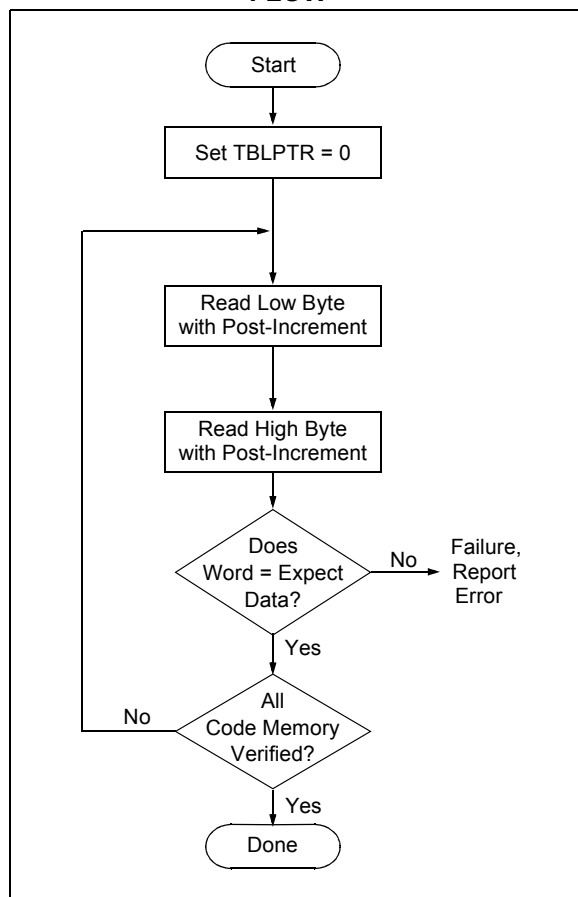 FLOW
Start
Set TBLPTR = 0
Read Low Byte
with Post-Increment
Read High Byte
with Post-Increment
Does
Word = Expect
Data?
No
Failure,
Report
Error
Yes
All
Code Memory
Verified?
No
Yes
Done